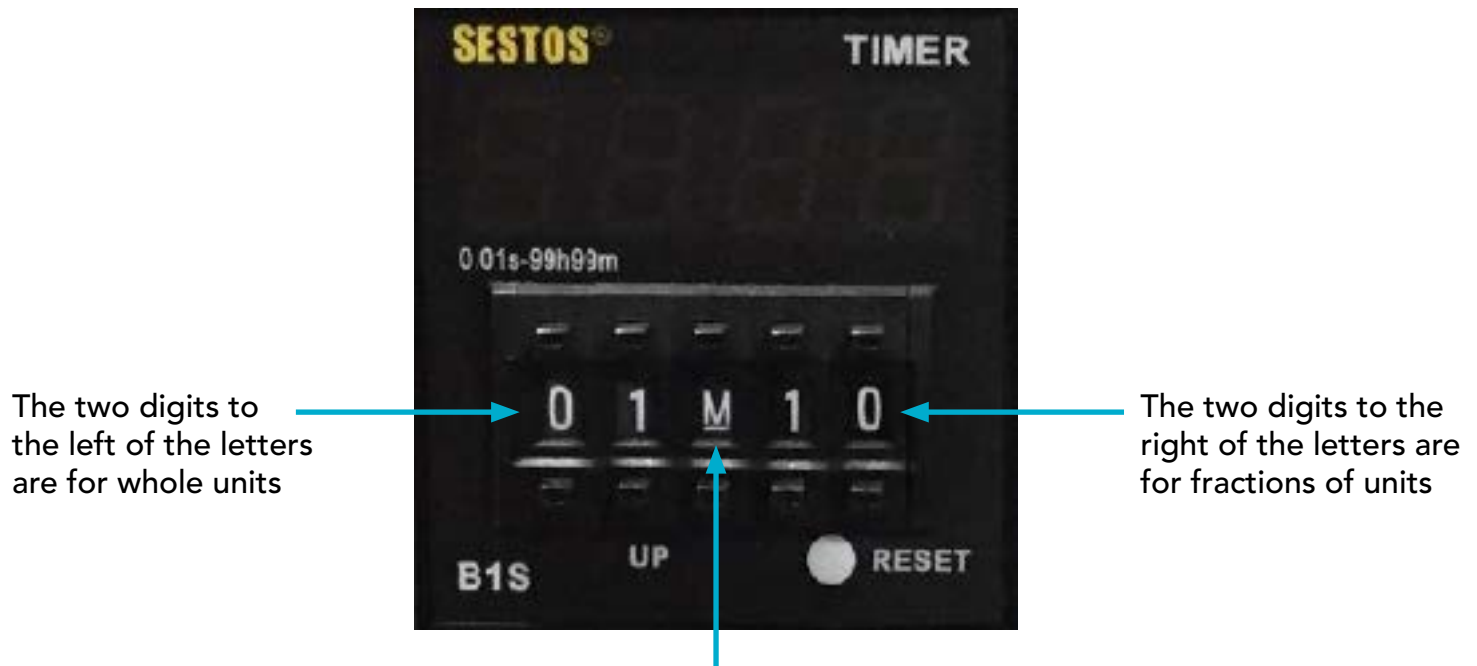 SESTOS®
TIMER
0.01s-99h99m
0 1 M 1 0
The two digits to
the left of the letters
are for whole units
The two digits to the
right of the letters are
for fractions of units
B1S
UP
RESET